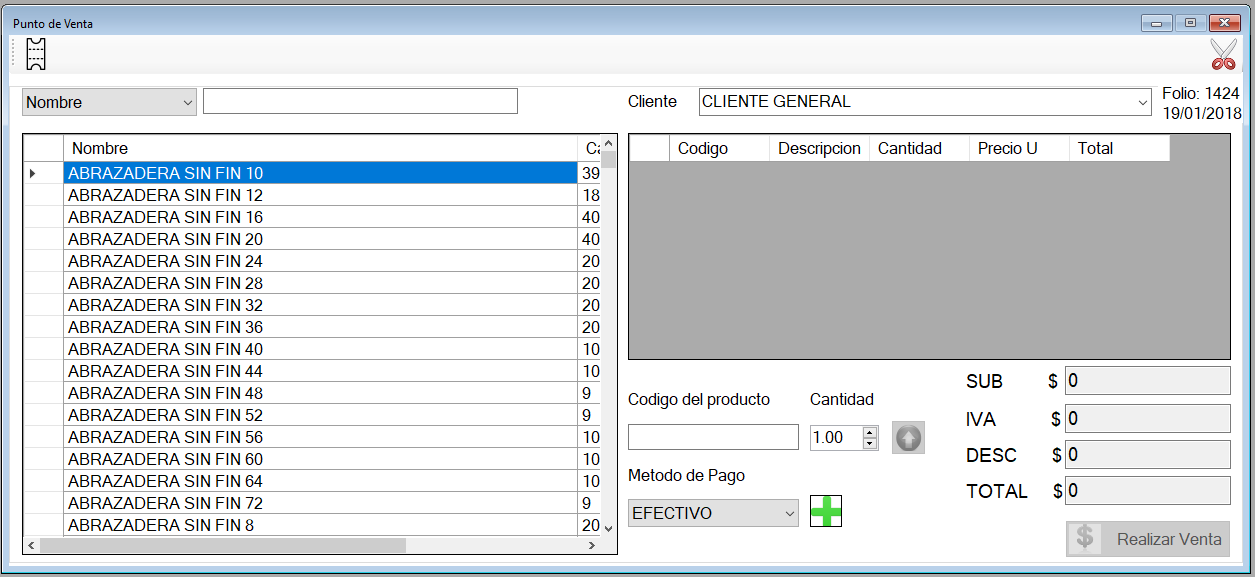 Punto de Venta
Nombre
Cliente CLIENTE GENERAL
Folio: 1424
19/01/2018
Nombre
ABRAZADERA SIN FIN 10 39
ABRAZADERA SIN FIN 12 18
ABRAZADERA SIN FIN 16 40
ABRAZADERA SIN FIN 20 40
ABRAZADERA SIN FIN 24 20
ABRAZADERA SIN FIN 28 20
ABRAZADERA SIN FIN 32 20
ABRAZADERA SIN FIN 36 20
ABRAZADERA SIN FIN 40 10
ABRAZADERA SIN FIN 44 10
ABRAZADERA SIN FIN 48 9
ABRAZADERA SIN FIN 52 9
ABRAZADERA SIN FIN 56 10
ABRAZADERA SIN FIN 60 10
ABRAZADERA SIN FIN 64 10
ABRAZADERA SIN FIN 72 9
ABRAZADERA SIN FIN 8 20
Codigo Descripcion Cantidad Precio U Total
Codigo del producto Cantidad
1.00
Metodo de Pago
EFECTIVO
SUB $ 0
IVA $ 0
DESC $ 0
TOTAL $ 0
$ Realizar Venta